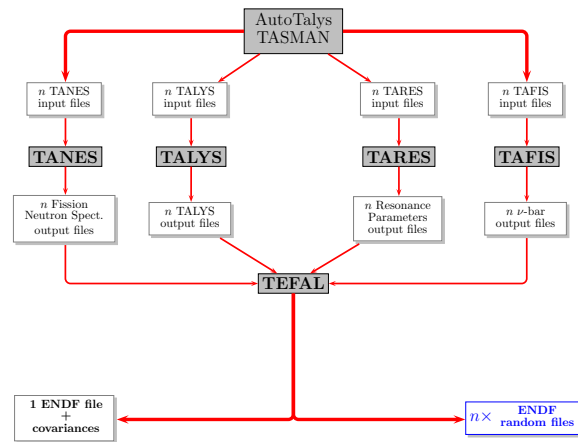 AutoTalys
TASMAN
n TANES
input files
n TALYS
input files
n TARES
input files
n TAFIS
input files
TANES
TALYS
TARES
TAFIS
n Fission
Neutron Spect.
output files
n TALYS
output files
n Resonance
Parameters
output files
n ν-bar
output files
TEFAL
1 ENDF file
+
covariances
n× ENDF
random files